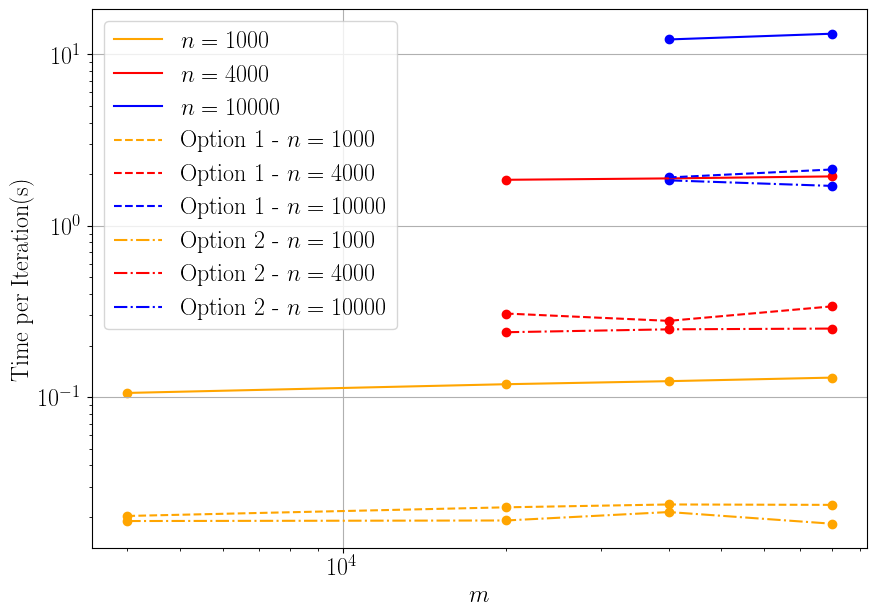 n = 1000
n = 4000
n = 10000
Option 1 - n = 1000
Option 1 - n = 4000
Option 1 - n = 10000
Option 2 - n = 1000
Option 2 - n = 4000
Option 2 - n = 10000
Time per Iteration(s)
10¹
10⁰
10⁻¹
10⁴
m